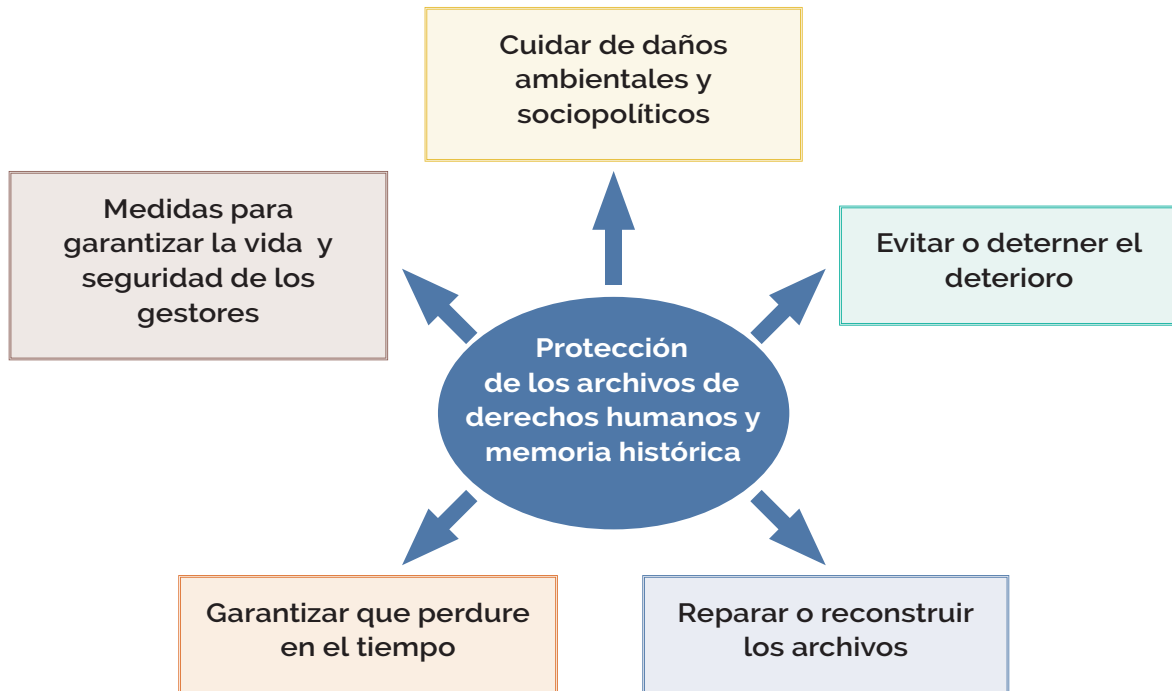 Cuidar de daños
ambientales y
sociopolíticos
Medidas para
garantizar la vida y
seguridad de los
gestores
Evitar o deterner el
deterioro
Protección
de los archivos de
derechos humanos y
memoria histórica
Garantizar que perdure
en el tiempo
Reparar o reconstruir
los archivos